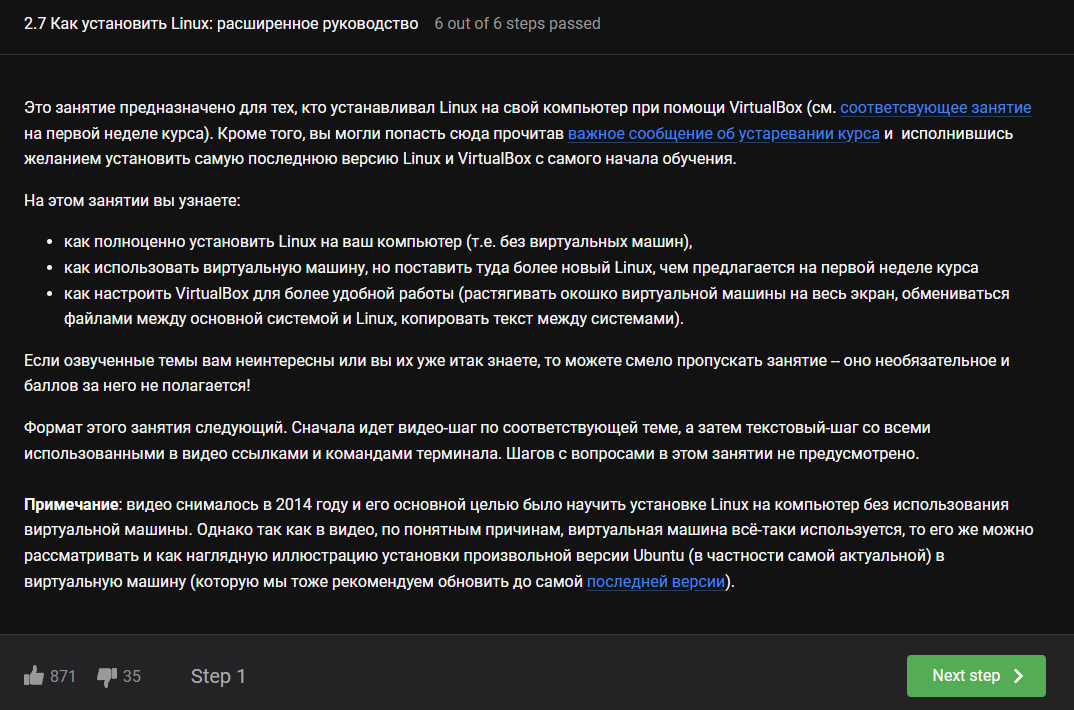 2.7 Как установить Linux: расширенное руководство 6 out of 6 steps passed
Это занятие предназначено для тех, кто устанавливал Linux на свой компьютер при помощи VirtualBox (см. соответсвующее занятие
на первой неделе курса). Кроме того, вы могли попасть сюда прочитав важное сообщение об устаревании курса и исполнившись
желанием установить самую последнюю версию Linux и VirtualBox с самого начала обучения.
На этом занятии вы узнаете:
• как полноценно установить Linux на ваш компьютер (т.е. без виртуальных машин),
• как использовать виртуальную машину, но поставить туда более новый Linux, чем предлагается на первой неделе курса
• как настроить VirtualBox для более удобной работы (растягивать окошко виртуальной машины на весь экран, обмениваться
файлами между основной системой и Linux, копировать текст между системами).
Если озвученные темы вам неинтересны или вы их уже итак знаете, то можете смело пропускать занятие -- оно необязательное и
баллов за него не полагается!
Формат этого занятия следующий. Сначала идет видео-шаг по соответствующей теме, а затем текстовый-шаг со всеми
использованными в видео ссылками и командами терминала. Шагов с вопросами в этом занятии не предусмотрено.
Примечание: видео снималось в 2014 году и его основной целью было научить установке Linux на компьютер без использования
виртуальной машины. Однако так как в видео, по понятным причинам, виртуальная машина всё-таки используется, то его же можно
рассматривать и как наглядную иллюстрацию установки произвольной версии Ubuntu (в частности самой актуальной) в
виртуальную машину (которую мы тоже рекомендуем обновить до самой последней версии).
871 35 Step 1 Next step